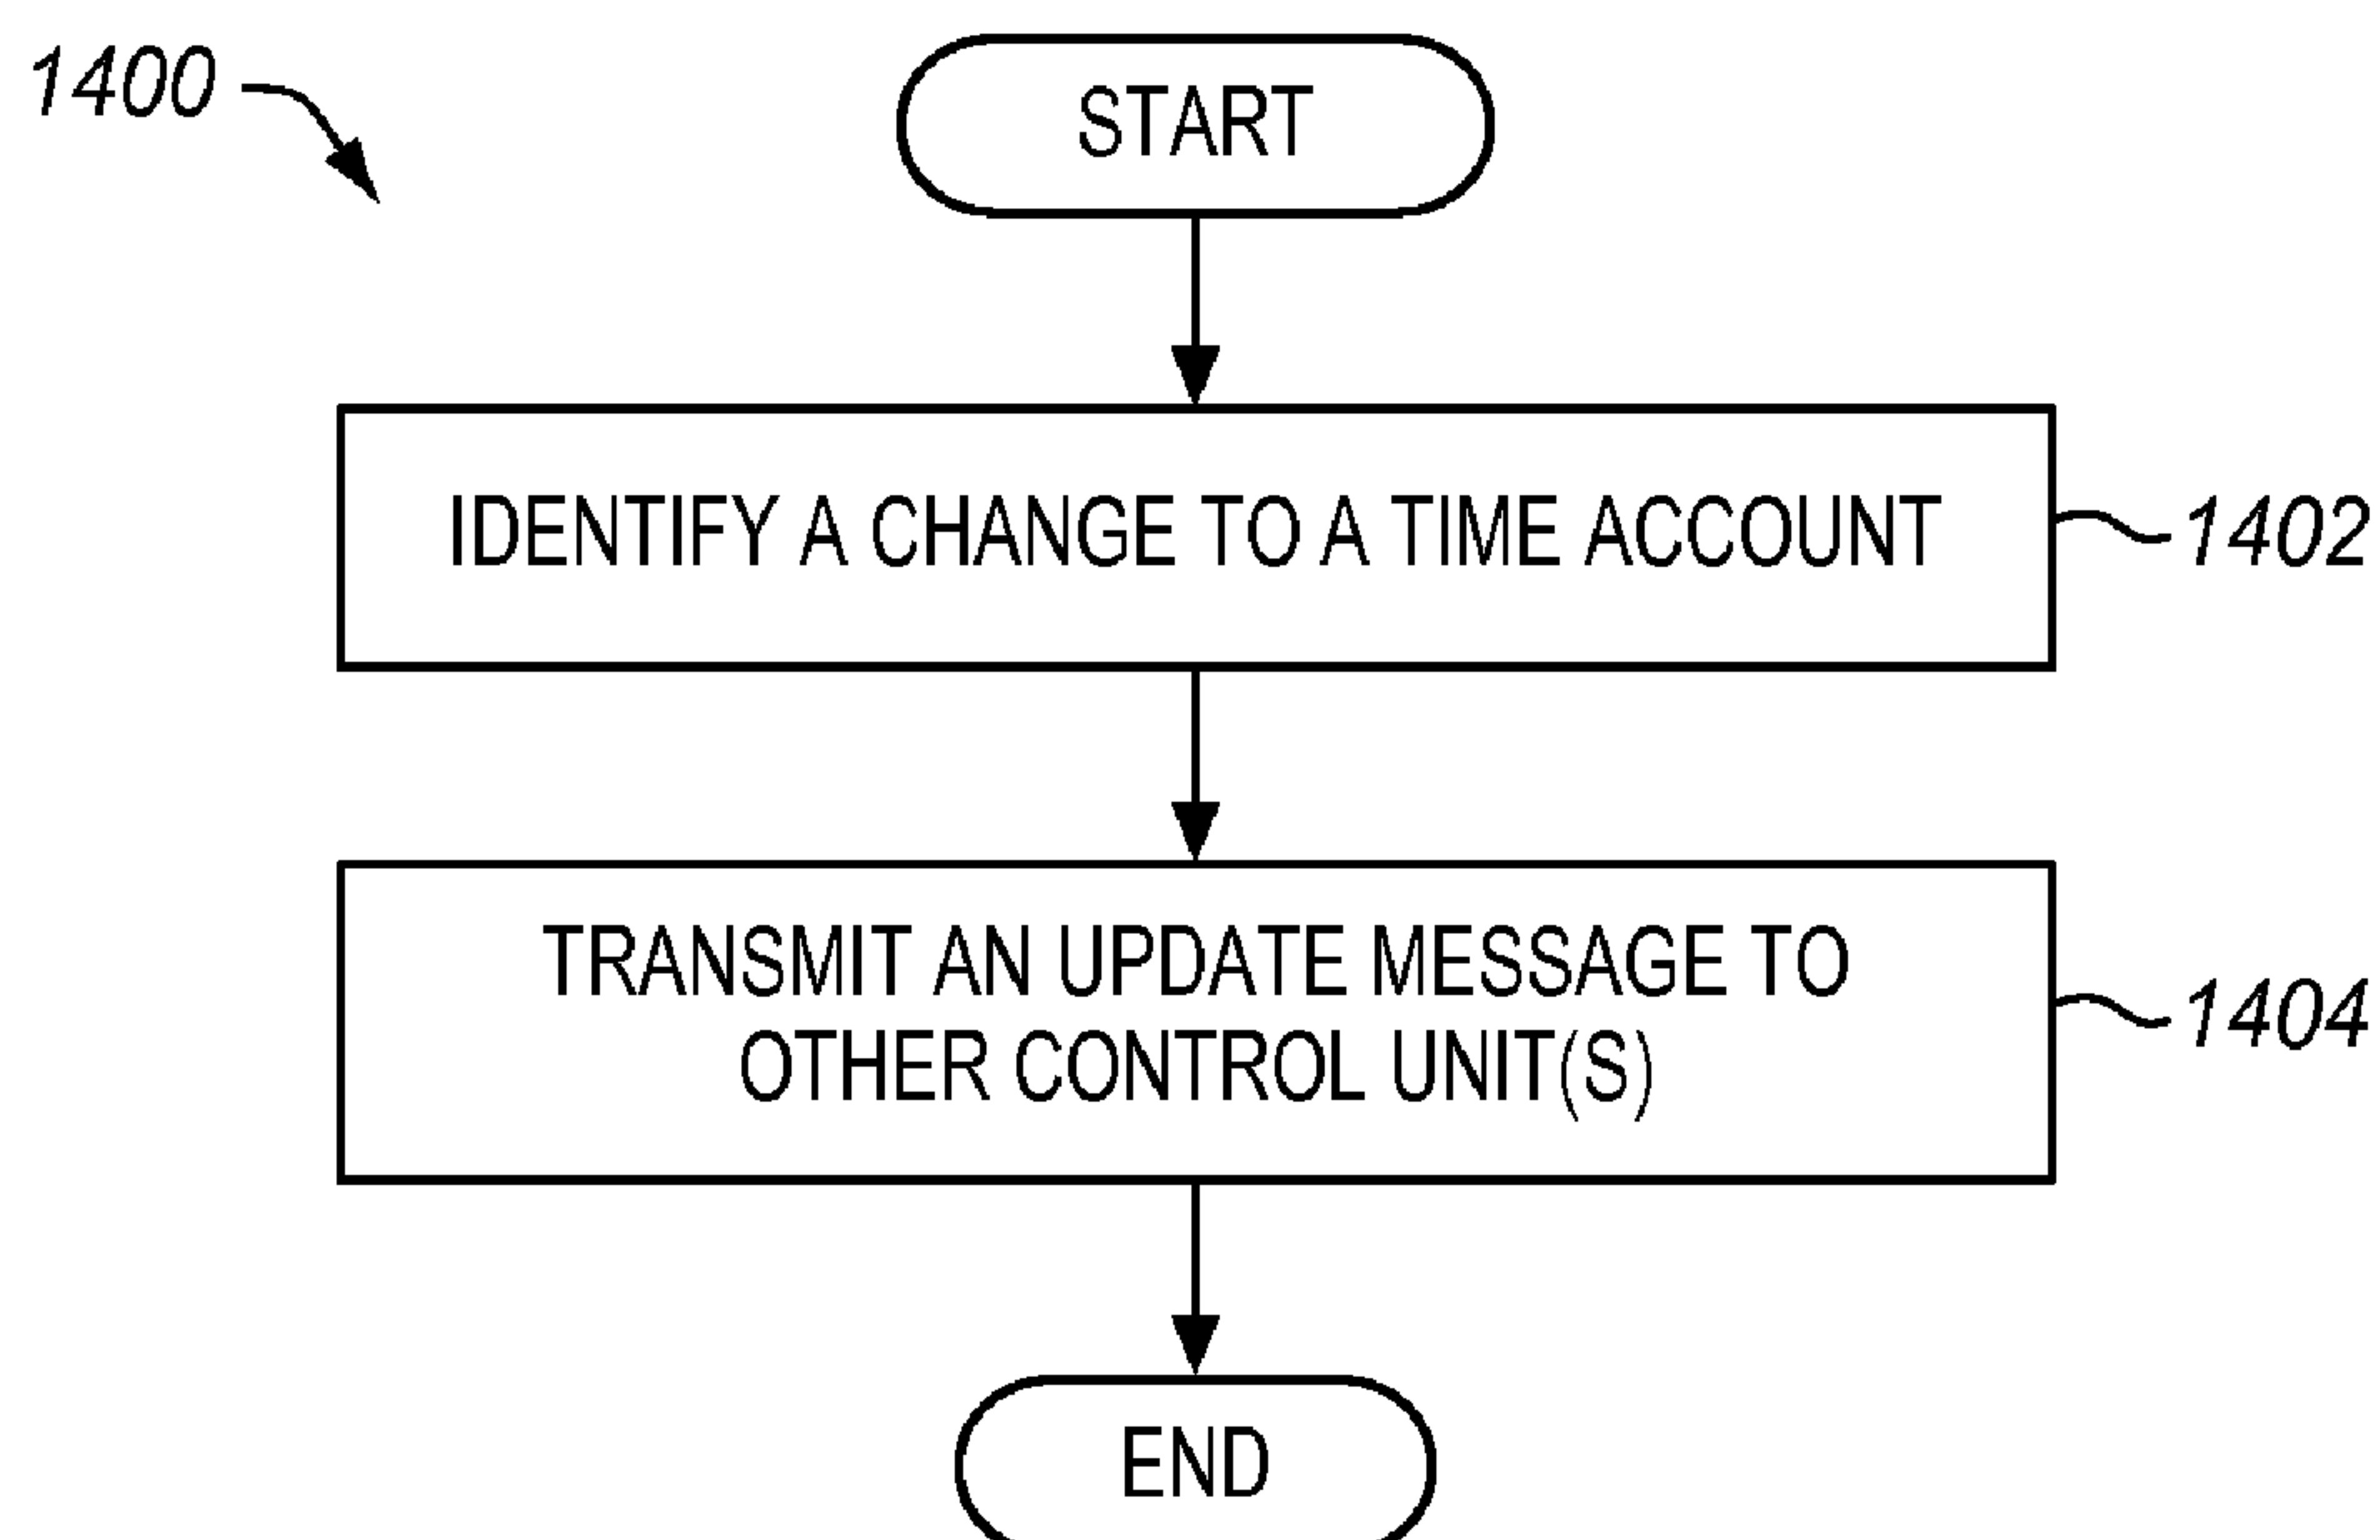 1400
START
IDENTIFY A CHANGE TO A TIME ACCOUNT
1402
TRANSMIT AN UPDATE MESSAGE TO
OTHER CONTROL UNIT(S)
1404
END